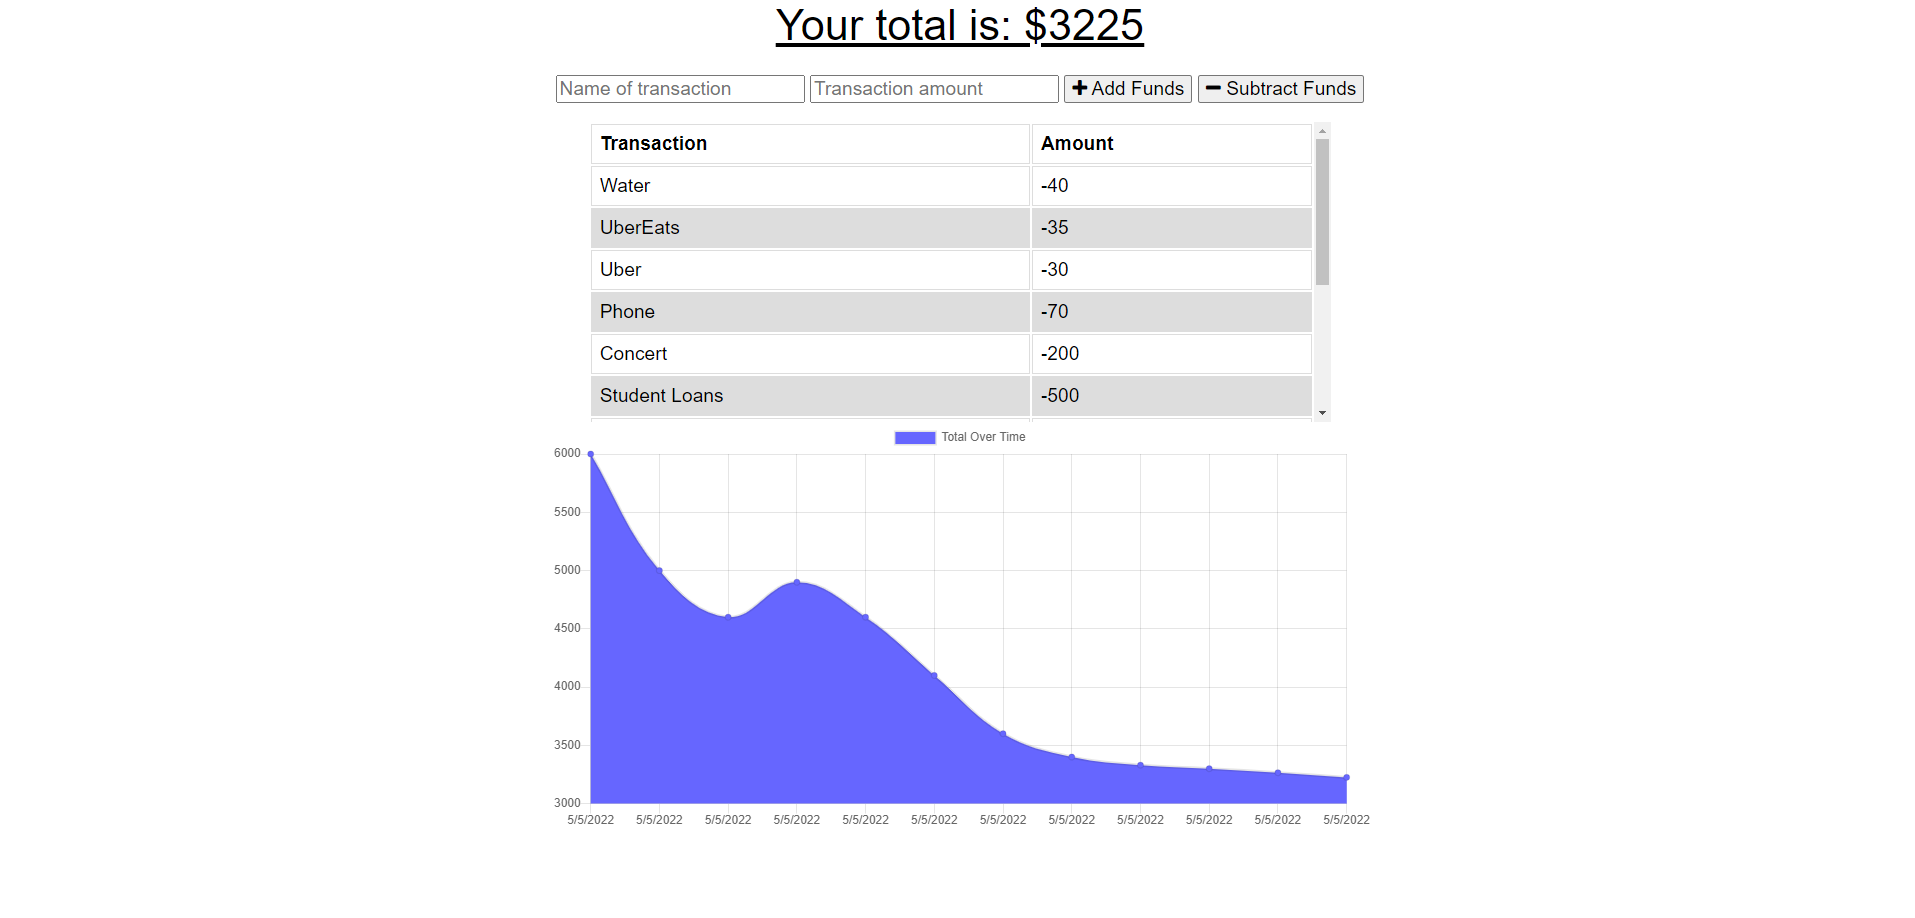 Your total is: $3225
Name of transaction Transaction amount Add Funds Subtract Funds
Transaction Amount
Water -40
UberEats -35
Uber -30
Phone -70
Concert -200
Student Loans -500
Total Over Time
6000
5500
5000
4500
4000
3500
3000
5/5/2022 5/5/2022 5/5/2022 5/5/2022 5/5/2022 5/5/2022 5/5/2022 5/5/2022 5/5/2022 5/5/2022 5/5/2022 5/5/2022